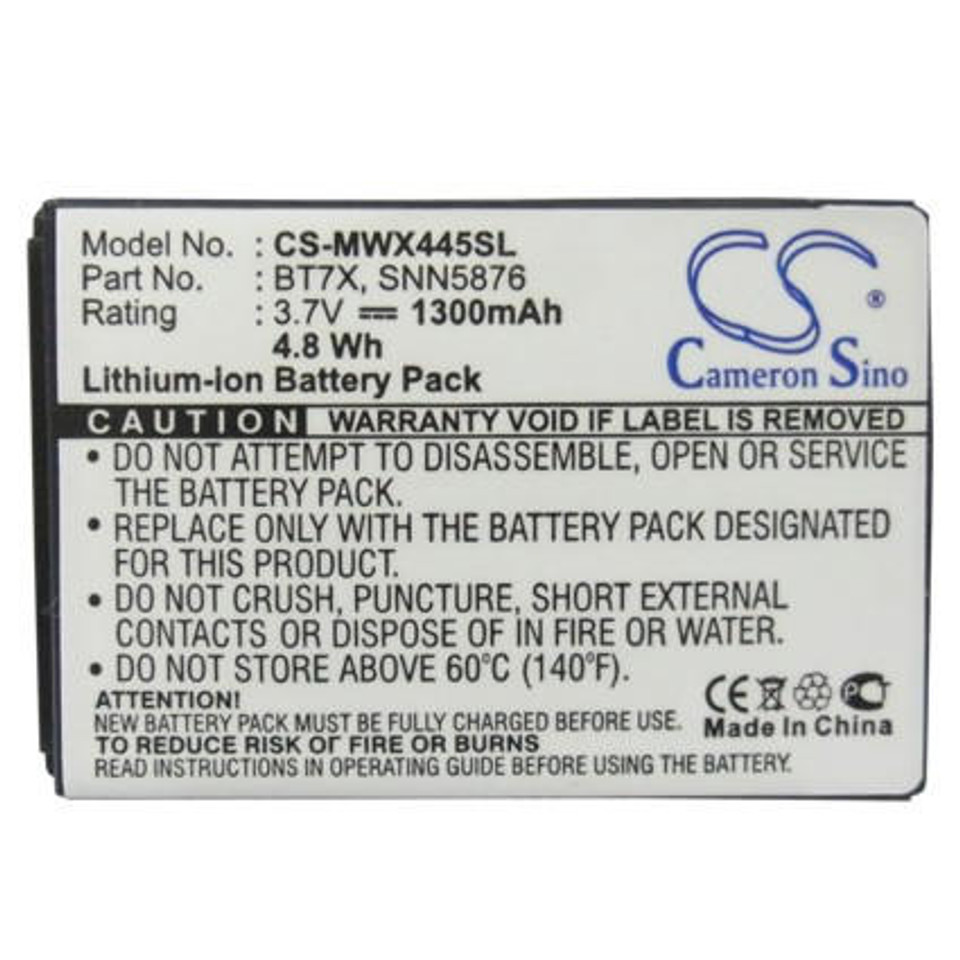 Model No. : CS-MWX445SL
Part No. : BT7X, SNN5876
Rating : 3.7V ⎓ 1300mAh
4.8 Wh
Lithium-ion Battery Pack
CS
®
Cameron Sino
CAUTION WARRANTY VOID IF LABEL IS REMOVED
• DO NOT ATTEMPT TO DISASSEMBLE, OPEN OR SERVICE
THE BATTERY PACK.
• REPLACE ONLY WITH THE BATTERY PACK DESIGNATED
FOR THIS PRODUCT.
• DO NOT CRUSH, PUNCTURE, SHORT EXTERNAL
CONTACTS OR DISPOSE OF IN FIRE OR WATER.
• DO NOT STORE ABOVE 60°C (140°F).
ATTENTION!
NEW BATTERY PACK MUST BE FULLY CHARGED BEFORE USE.
TO REDUCE RISK OF FIRE OR BURNS
READ INSTRUCTIONS IN OPERATING GUIDE BEFORE USE THE BATTERY.
CE
Made In China